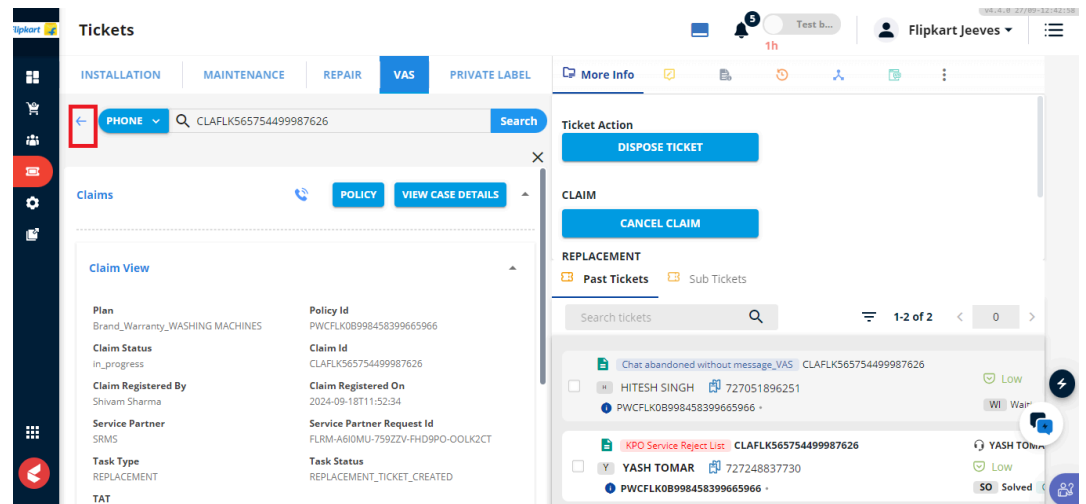 v4.4.0 27/09-12:42:58
Flipkart
Tickets
5
Test b...
1h
Flipkart Jeeves
INSTALLATION
MAINTENANCE
REPAIR
VAS
PRIVATE LABEL
More Info
PHONE
CLAFLK565754499987626
Search
Ticket Action
DISPOSE TICKET
Claims
POLICY
VIEW CASE DETAILS
CLAIM
CANCEL CLAIM
REPLACEMENT
Claim View
Past Tickets
Sub Tickets
Plan
Brand_Warranty_WASHING MACHINES
Policy Id
PWCFLK0B998458399665966
Search tickets
1-2 of 2
0
Claim Status
in_progress
Claim Id
CLAFLK565754499987626
Claim Registered By
Shivam Sharma
Claim Registered On
2024-09-18T11:52:34
Service Partner
SRMS
Service Partner Request Id
FLRM-A6I0MU-759ZZV-FHD9PO-OOLK2CT
Task Type
REPLACEMENT
Task Status
REPLACEMENT_TICKET_CREATED
TAT
Chat abandoned without message_VAS CLAFLK565754499987626
HITESH SINGH 727051896251
Low
PWCFLK0B998458399665966 -
WI
KPO Service Reject List CLAFLK565754499987626
YASH TOMA
Y YASH TOMAR 727248837730
Low
PWCFLK0B998458399665966 -
SO Solved